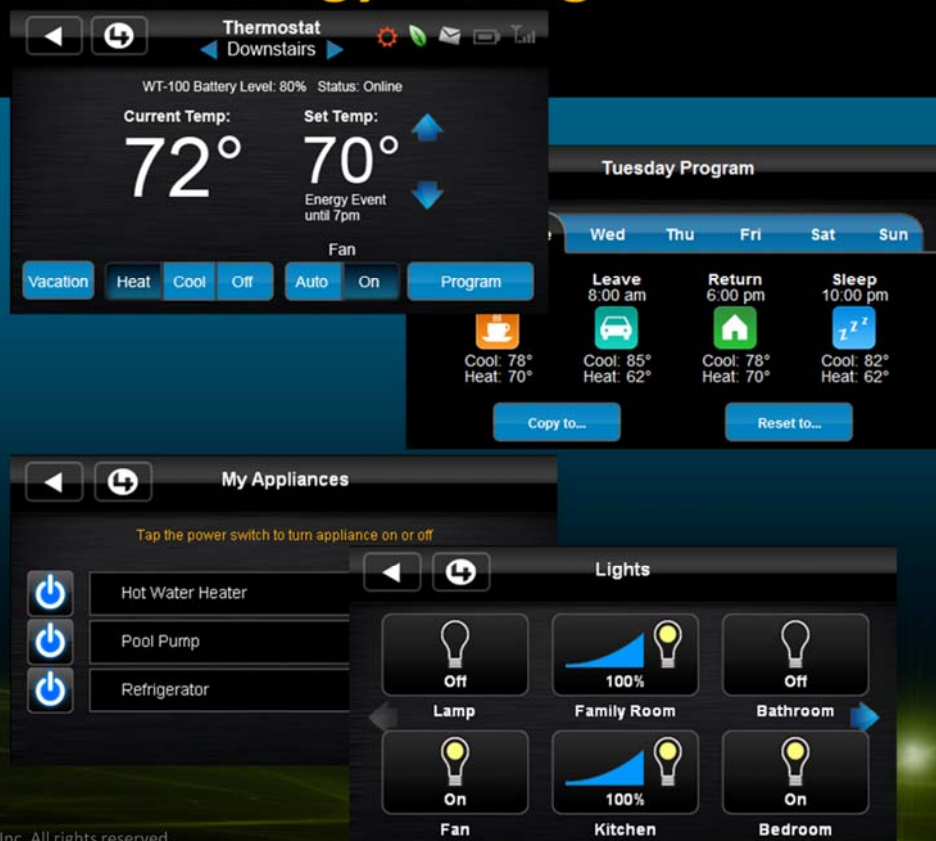 Thermostat
Downstairs
WT-100 Battery Level: 80% Status: Online
Current Temp:
Set Temp:
72°
70°
Energy Event
until 7pm
Fan
Vacation
Heat
Cool
Off
Auto
On
Program
Tuesday Program
Wed
Thu
Fri
Sat
Sun
Leave
8:00 am
Return
6:00 pm
Sleep
10:00 pm
z z z
Cool: 78°
Heat: 70°
Cool: 85°
Heat: 62°
Cool: 78°
Heat: 70°
Cool: 82°
Heat: 62°
Copy to...
Reset to...
My Appliances
Tap the power switch to turn appliance on or off
Hot Water Heater
Pool Pump
Refrigerator
Lights
Off
Lamp
100%
Family Room
Off
Bathroom
On
Fan
100%
Kitchen
On
Bedroom
Inc. All rights reserved